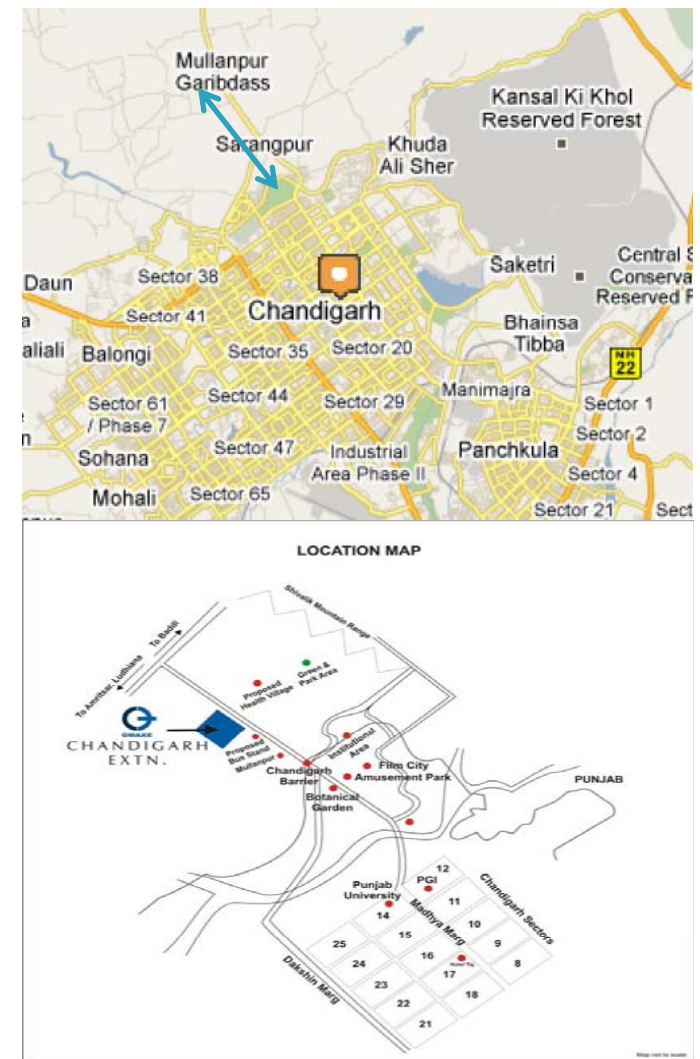 Mullanpur
Garibdass
Kansal Ki Khol
Reserved Forest
Sarangpur
Khuda
Ali Sher
Daun
Sector 38
Saketri
Central S
Conserva
Reserved F
a
Sector 41
Chandigarh
Bhainsa
Tibba
aliali
Balongi
Sector 35
Sector 20
NH
22
Sector 61
/ Phase 7
Sector 44
Sector 29
Manimajra
Sector 1
n
Sohana
Sector 47
Industrial
Area Phase II
Panchkula
Sector 2
Sector 4
Mohali
Sector 65
Sector 21
Sect
LOCATION MAP
Shivalik Mountain Range
To Baddi
To Amritsar, Ludhiana
Green &
Park Area
Proposed
Health Village
OMAXE
CHANDIGARH
EXTN.
Proposed
Bus Stand
Mullanpur
Institutional
Area
Chandigarh
Barrier
Film City
Amusement Park
Botanical
Garden
PUNJAB
Punjab
University
PGI
12
11
10
9
8
Chandigarh Sectors
Madhya Marg
14
15
16
17
Hotel Taj
18
25
24
23
22
21
Dakshin Marg
Map not to scale